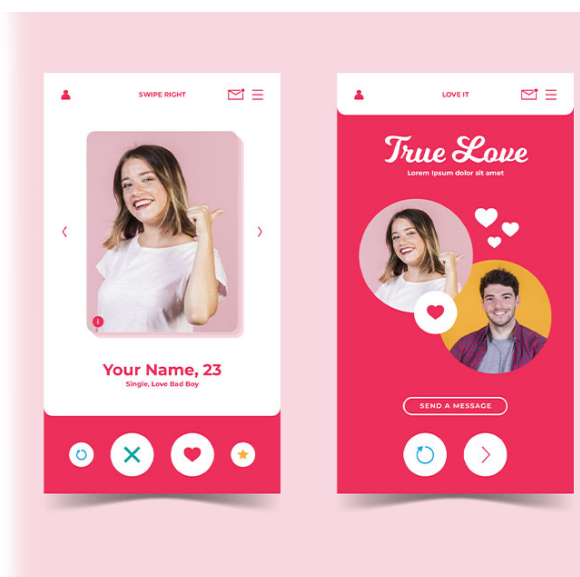 SWIPE RIGHT
Your Name, 23
Single, Love Bad Boy
LOVE IT
True Love
Lorem Ipsum dolor sit amet
SEND A MESSAGE